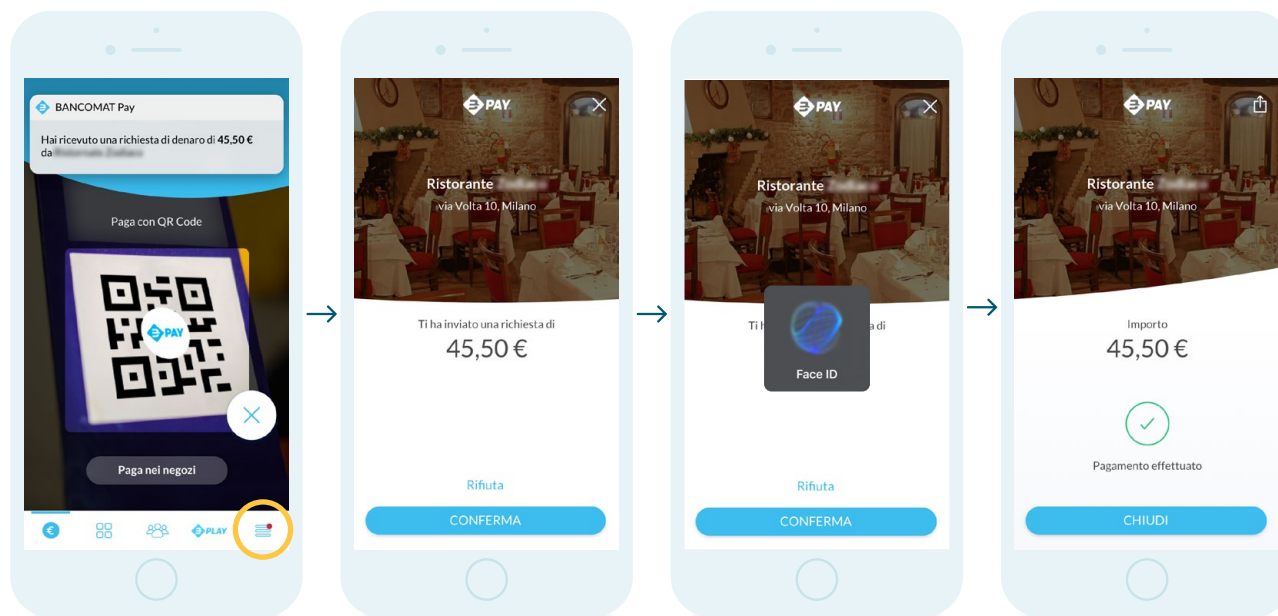 BANCOMAT Pay
Hai ricevuto una richiesta di denaro di 45,50 €
da
Paga con QR Code
PAY
Paga nei negozi
€
PLAY
PAY
Ristorante
via Volta 10, Milano
Ti ha inviato una richiesta di
45,50 €
Rifiuta
CONFERMA
PAY
Ristorante
via Volta 10, Milano
Ti h a di
Face ID
Rifiuta
CONFERMA
PAY
Ristorante
via Volta 10, Milano
Importo
45,50 €
Pagamento effettuato
CHIUDI